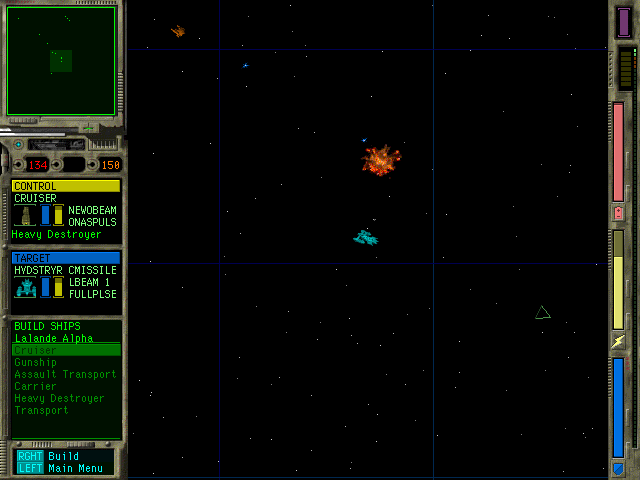 134 150
CONTROL
CRUISER
NEWOBEAM
ONASPULS
Heavy Destroyer
TARGET
HVDSTRYR CMISSILE
LBEAM 1
FULLPLSE
BUILD SHIPS
Lalande Alpha
Cruiser
Gunship
Assault Transport
Carrier
Heavy Destroyer
Transport
RGHT Build
LEFT Main Menu